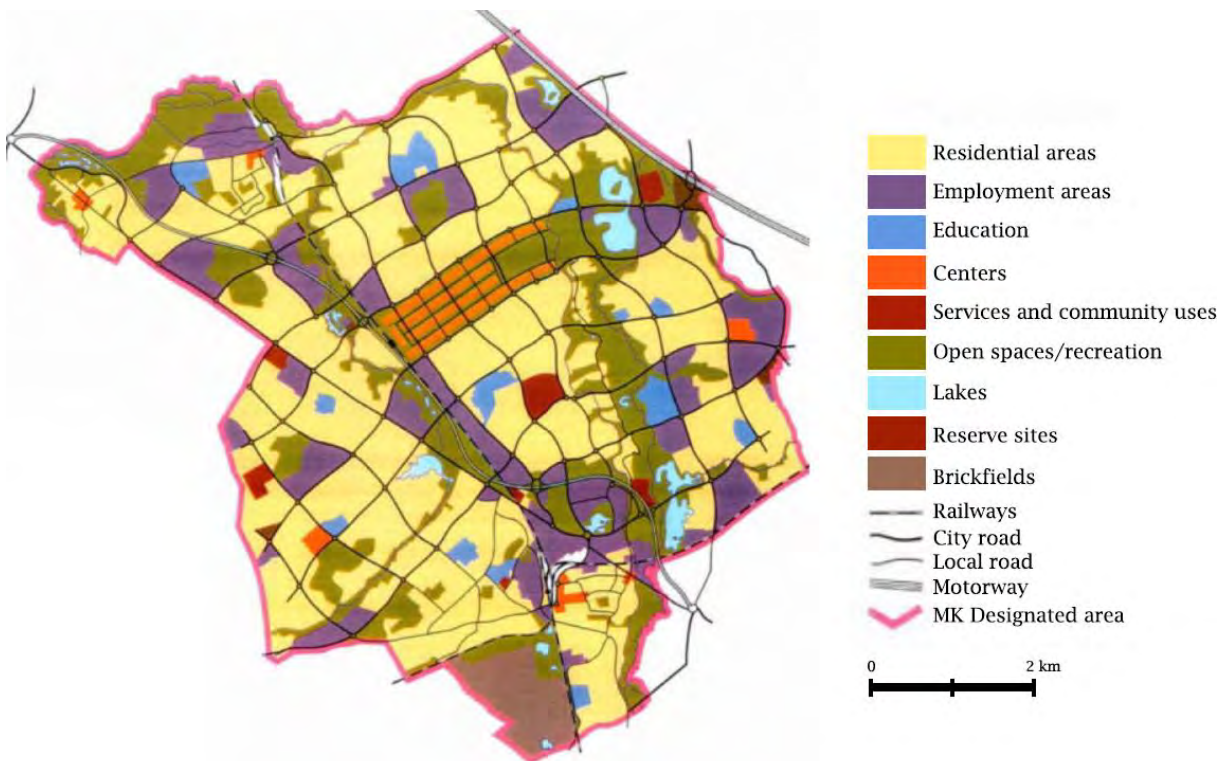 Residential areas
Employment areas
Education
Centers
Services and community uses
Open spaces/recreation
Lakes
Reserve sites
Brickfields
Railways
City road
Local road
Motorway
MK Designated area
0 2 km